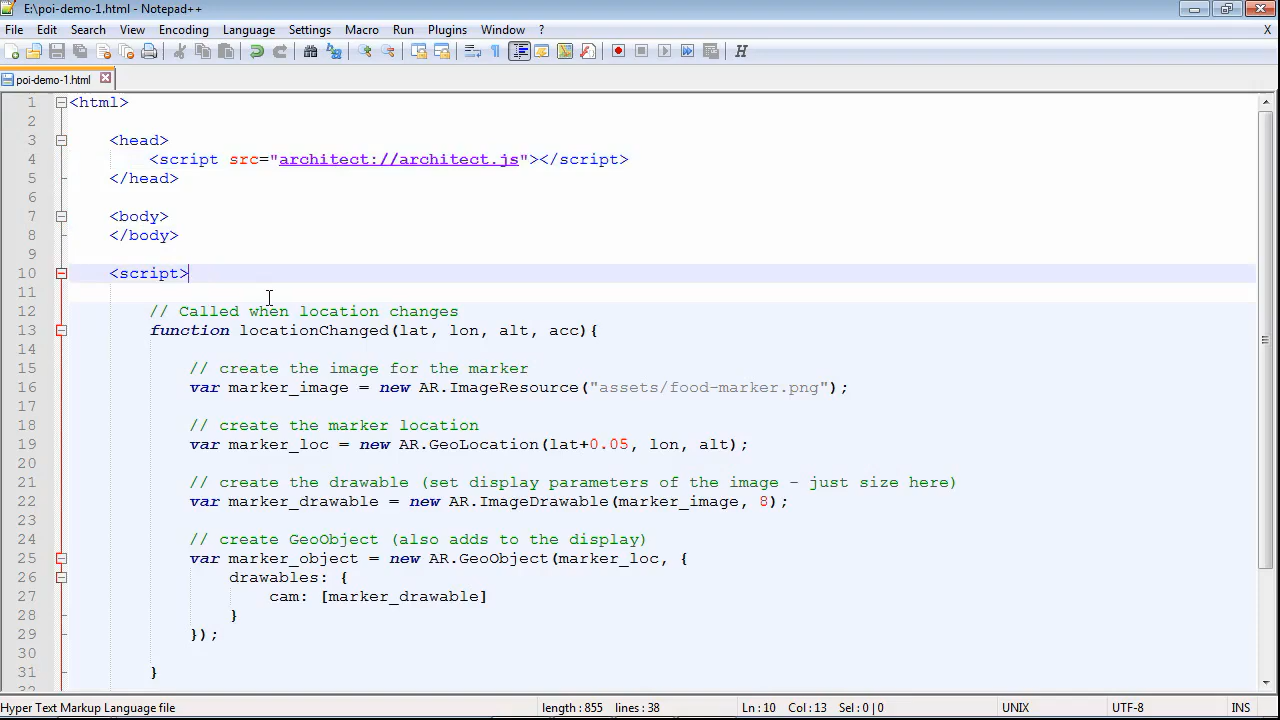 E:\poi-demo-1.html - Notepad++
File Edit Search View Encoding Language Settings Macro Run Plugins Window ? X
poi-demo-1.html
1 <html>
2
3 <head>
4 <script src="architect://architect.js"></script>
5 </head>
6
7 <body>
8 </body>
9
10 <script>
11
12 // Called when location changes
13 function locationChanged(lat, lon, alt, acc){
14
15 // create the image for the marker
16 var marker_image = new AR.ImageResource("assets/food-marker.png");
17
18 // create the marker location
19 var marker_loc = new AR.GeoLocation(lat+0.05, lon, alt);
20
21 // create the drawable (set display parameters of the image - just size here)
22 var marker_drawable = new AR.ImageDrawable(marker_image, 8);
23
24 // create GeoObject (also adds to the display)
25 var marker_object = new AR.GeoObject(marker_loc, {
26 drawables: {
27 cam: [marker_drawable]
28 }
29 });
30
31 }
32
Hyper Text Markup Language file length : 855 lines : 38 Ln : 10 Col : 13 Sel : 0 | 0 UNIX UTF-8 INS